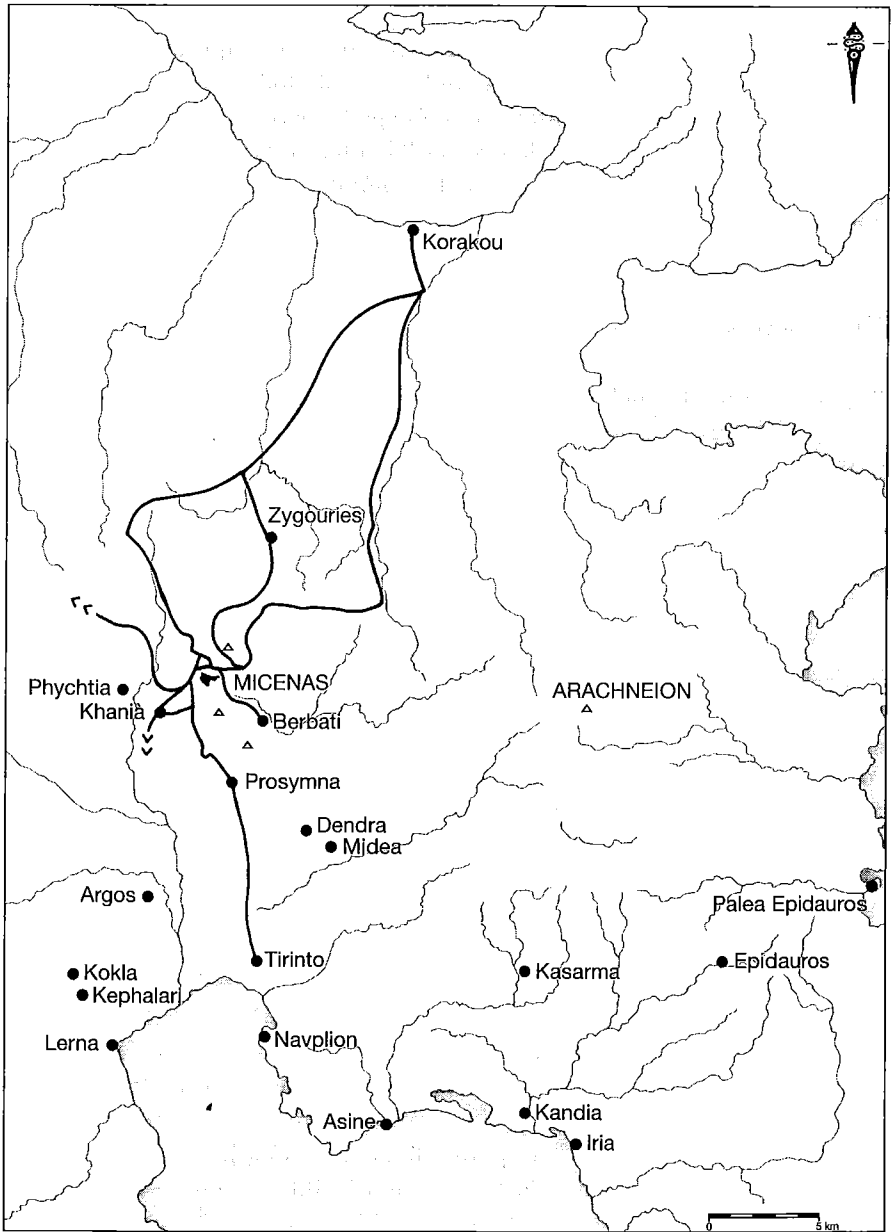 Korakou
Zygouries
MICENAS
ARACHNEION
Phychtia
Khania
Berbati
Prosymna
Dendra
Midea
Argos
Palea Epidauros
Tirinto
Kasarma
Epidauros
Kokla
Kephalari
Lerna
Navplion
Asine
Kandia
Iria
0
5 km